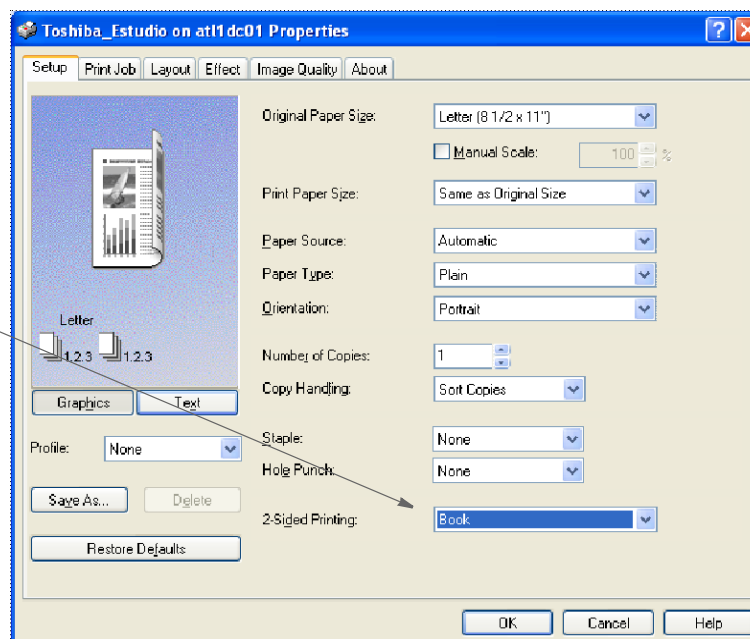 Toshiba_Estudio on atl1dc01 Properties
Setup Print Job Layout Effect Image Quality About
Original Paper Size: Letter (8 1/2 x 11")
Manual Scale: 100 %
Print Paper Size: Same as Original Size
Paper Source: Automatic
Paper Type: Plain
Orientation: Portrait
Letter
1.2.3 1.2.3
Number of Copies: 1
Copy Handling: Sort Copies
Graphics Text
Profile: None
Staple: None
Hole Punch: None
Save As... Delete
2-Sided Printing: Book
Restore Defaults
OK Cancel Help